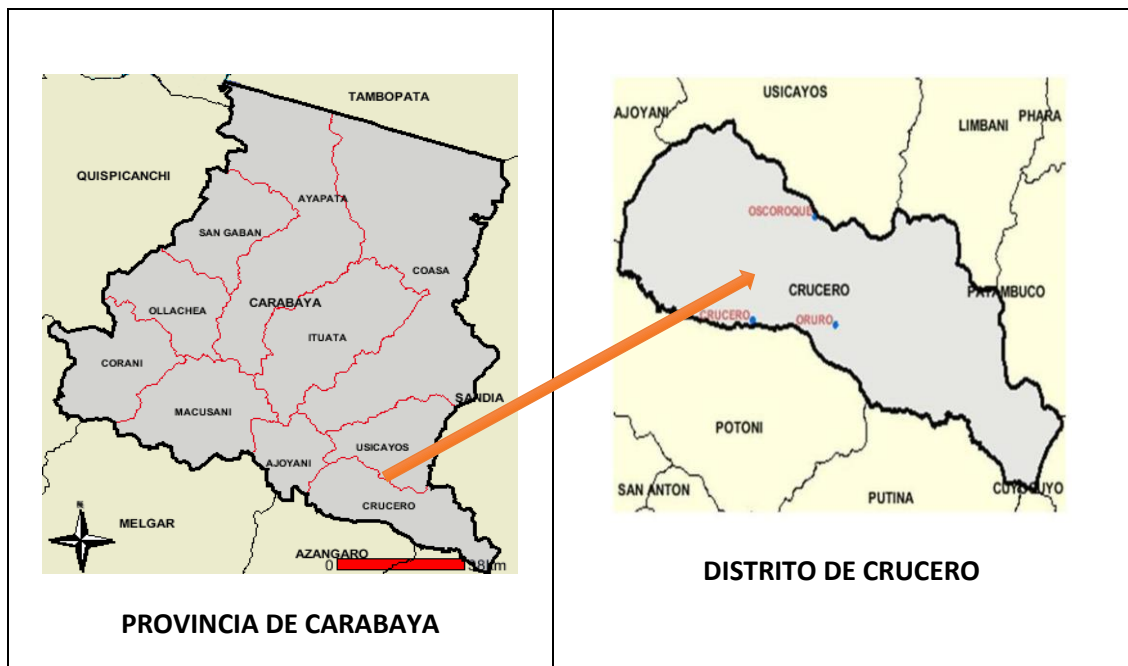 TAMBOPATA
QUISPICANCHI
AYAPATA
SAN GABAN
COASA
CARABAYA
OLLACHEA
ITUATA
CORANI
SANDIA
MACUSANI
USICAYOS
AJOYANI
CRUCERO
N
MELGAR
AZANGARO
0 38km
PROVINCIA DE CARABAYA
USICAYOS
AJOYANI
PHARA
LIMBANI
OSCOROQUE
CRUCERO
PATAMBUCO
CRUCERO
ORURO
POTONI
SAN ANTON
PUTINA
CUYOCUYO
DISTRITO DE CRUCERO